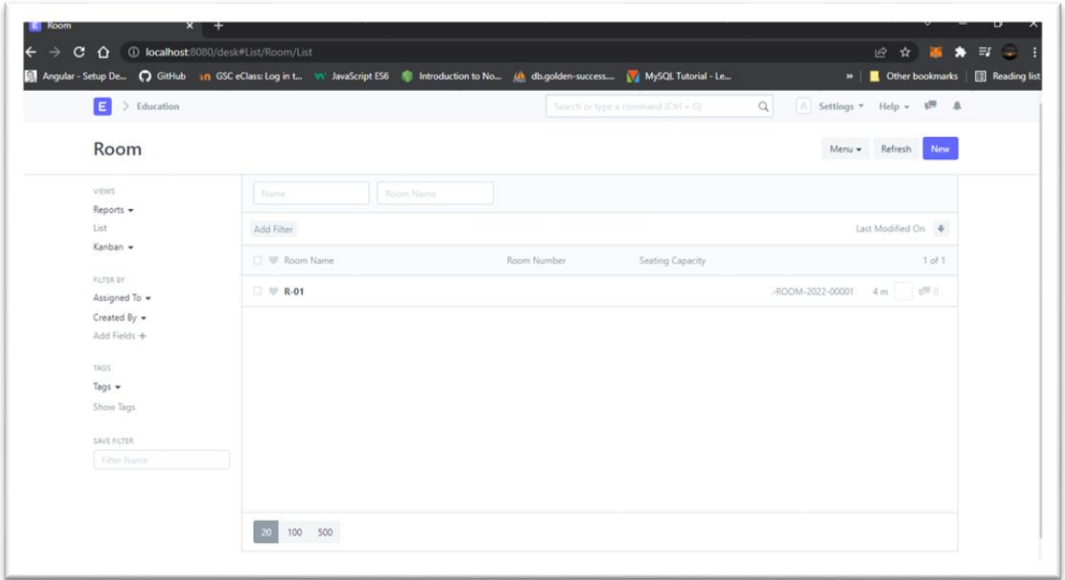 Room
localhost:8080/desk#List/Room/List
Angular - Setup De... GitHub GSC eClass: Log in t... JavaScript ES6 Introduction to No... db.golden-success.... MySQL Tutorial - Le... » Other bookmarks Reading list
E > Education Search or type a command (Ctrl + G) A Settings Help
Room Menu Refresh New
VIEWS
Reports
List
Kanban
FILTER BY
Assigned To
Created By
Add Fields +
TAGS
Tags
Show Tags
SAVE FILTER
Filter Name
Name Room Name
Add Filter Last Modified On
Room Name Room Number Seating Capacity 1 of 1
R-01 -ROOM-2022-00001 4 m 0
20 100 500